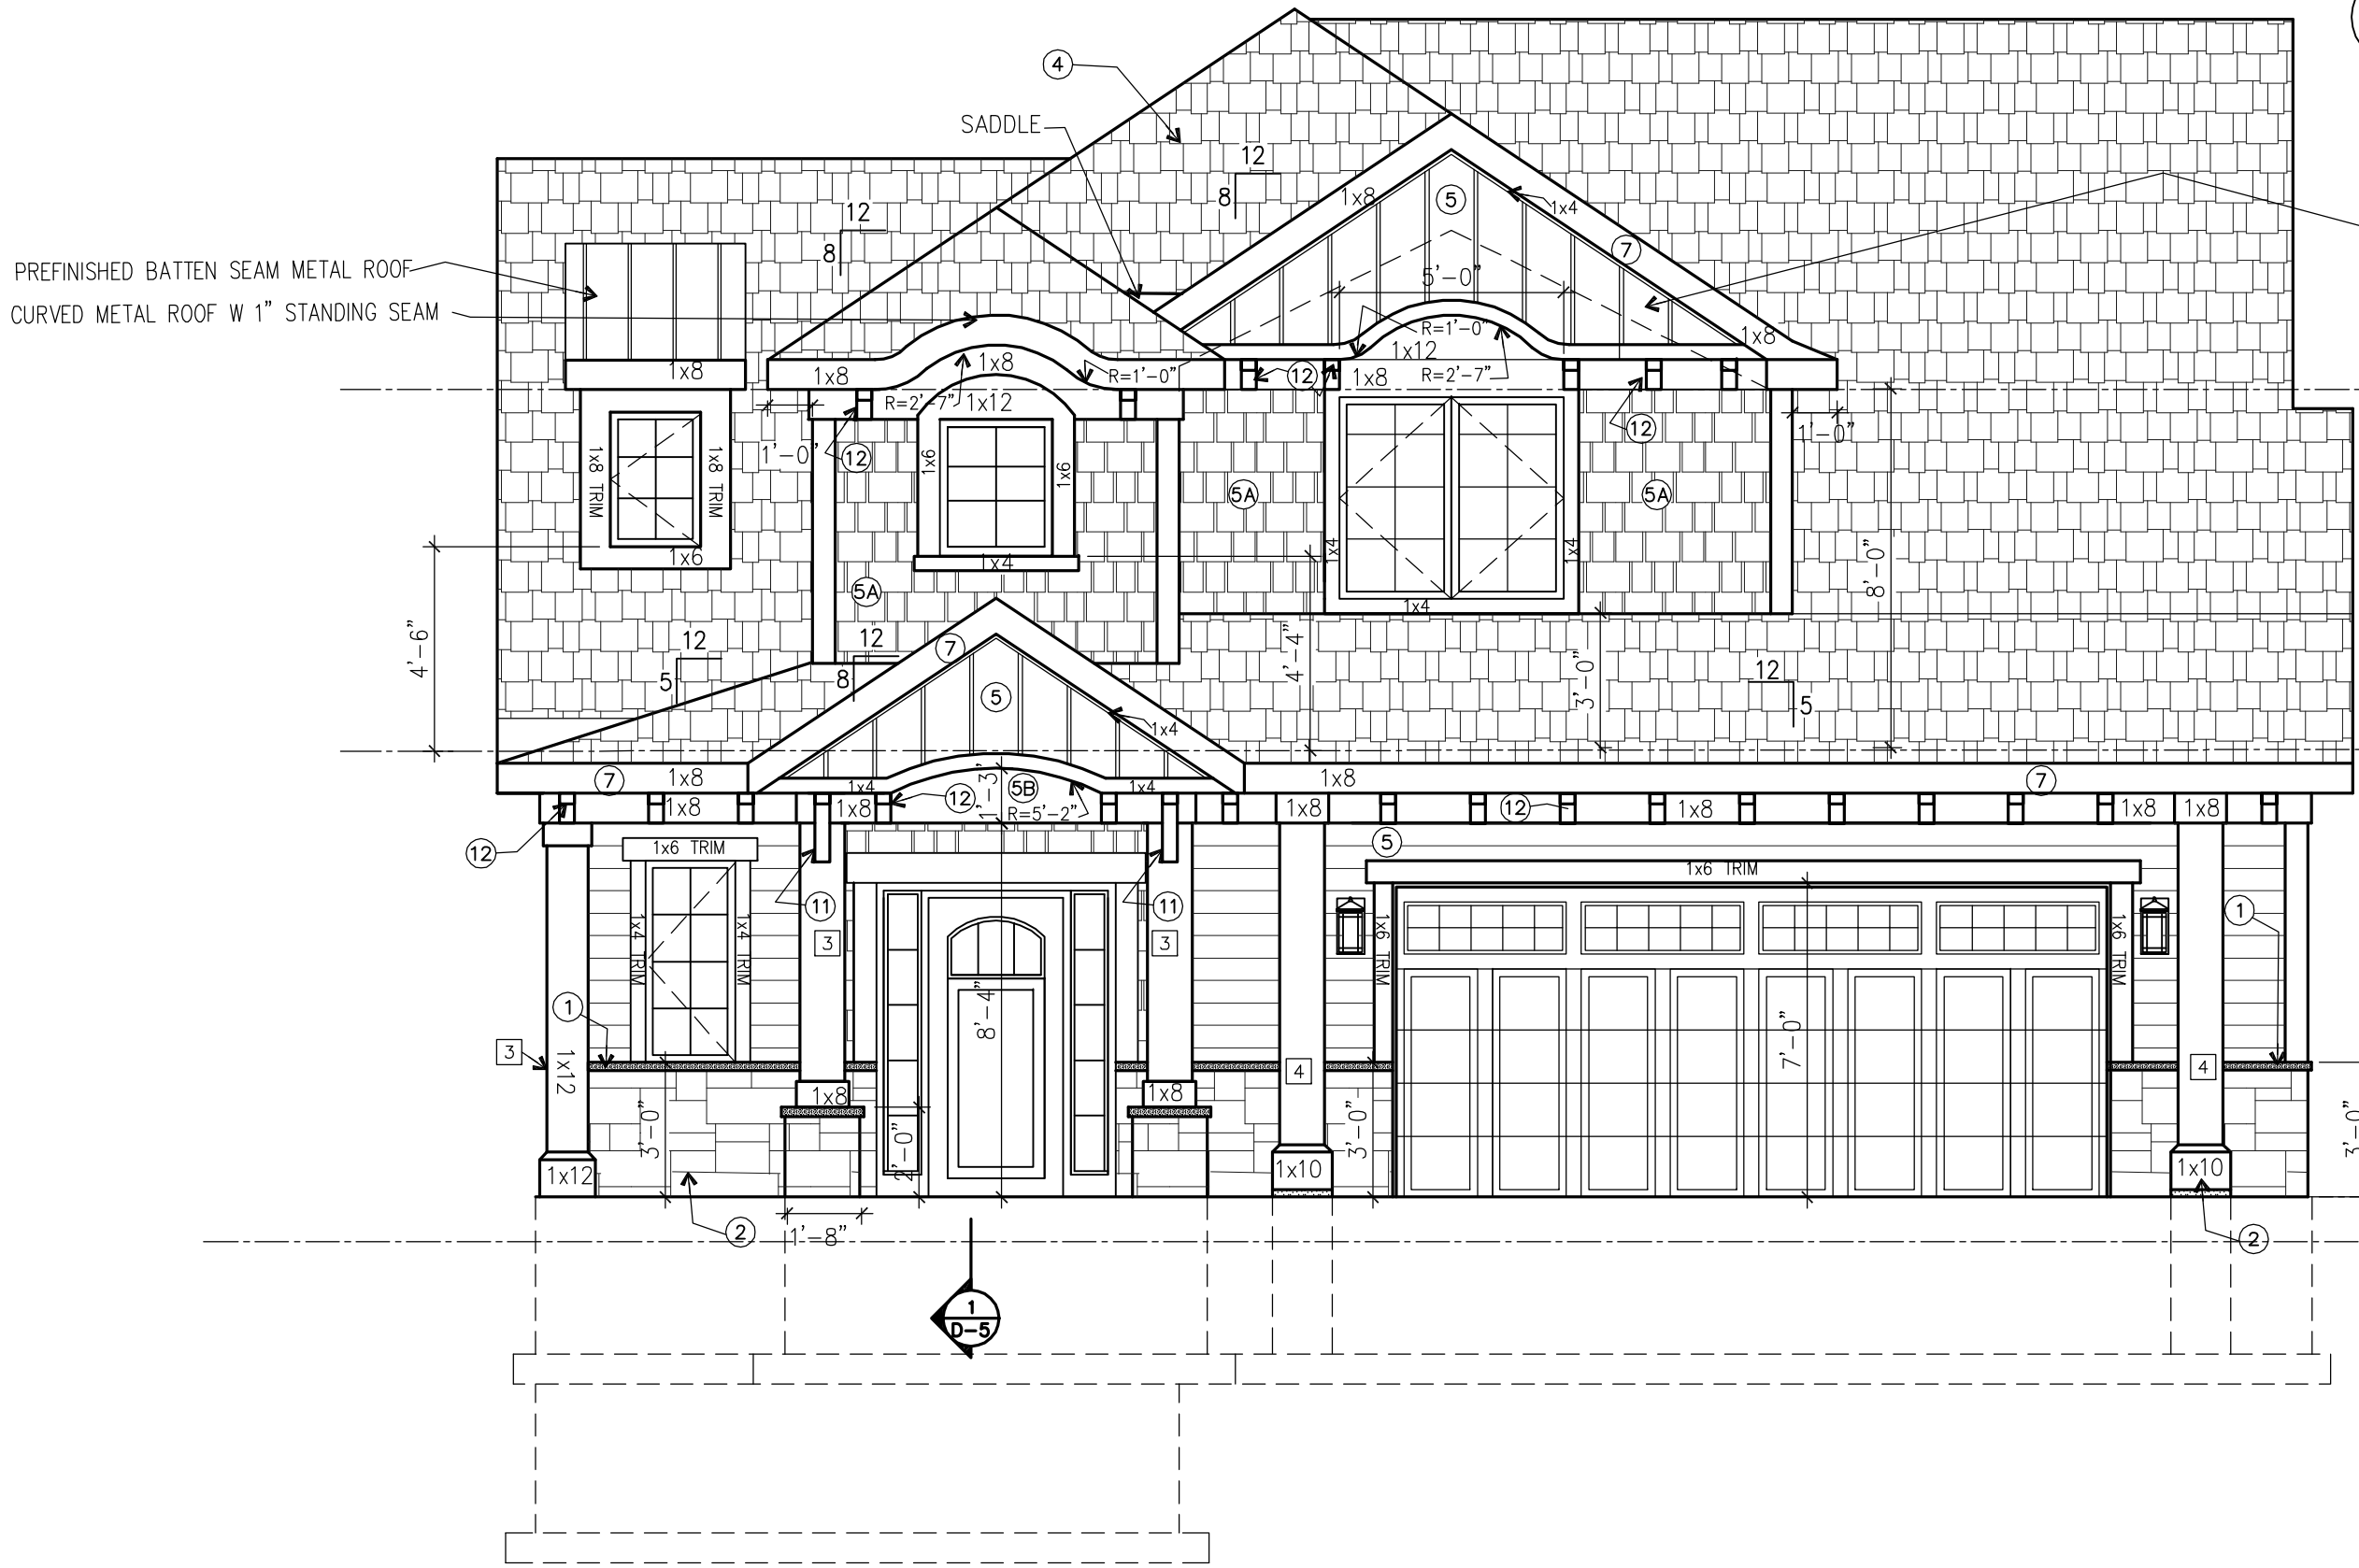 4
SADDLE
12
8
1x8
5
1x4
12
8
7
PREFINISHED BATTEN SEAM METAL ROOF
5'-0"
CURVED METAL ROOF W 1" STANDING SEAM
R=1'-0"
1x8
1x12
1x8
1x8
1x8
R=1'-0"
12
1x8
R=2'-7"
R=2'-7"
1x12
1'-0"
12
12
1'-0"
1x8 TRIM
1x8 TRIM
1x6
1x6
5A
5A
1x6
1x4
1x4
1x4
5A
1x4
8'-0"
4'-6"
12
5
12
8
7
4'-4"
3'-0"
12
5
5
1x4
7
1x8
1x4
1'-3"
5B
1x4
1x8
7
1x8
1x8
12
R=5'-2"
1x8
12
1x8
1x8
1x8
12
1x6 TRIM
5
1x6 TRIM
11
11
1
1x4 TRIM
1x4 TRIM
3
3
1x6 TRIM
1x6 TRIM
1
8'-4"
7'-0"
3
1x12
4
4
1x8
1x8
3'-0"
2'-0"
3'-0"
3'-0"
1x12
1x10
1x10
2
1'-8"
2
1
D-5